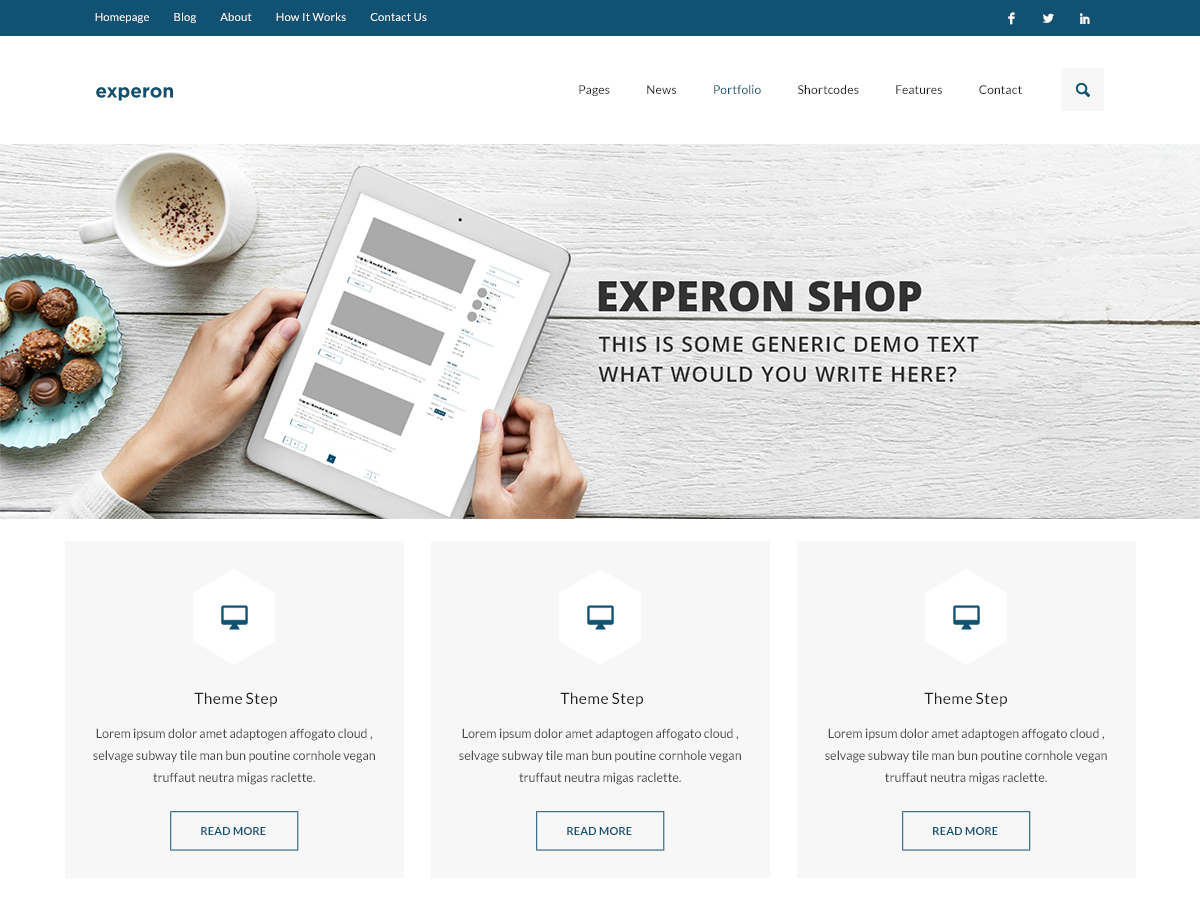 Homepage Blog About How It Works Contact Us
experon
Pages News Portfolio Shortcodes Features Contact
EXPERON SHOP
THIS IS SOME GENERIC DEMO TEXT
WHAT WOULD YOU WRITE HERE?
Theme Step
Lorem ipsum dolor amet adaptogen affogato cloud ,
selvage subway tile man bun poutine cornhole vegan
truffaut neutra migas raclette.
READ MORE
Theme Step
Lorem ipsum dolor amet adaptogen affogato cloud ,
selvage subway tile man bun poutine cornhole vegan
truffaut neutra migas raclette.
READ MORE
Theme Step
Lorem ipsum dolor amet adaptogen affogato cloud ,
selvage subway tile man bun poutine cornhole vegan
truffaut neutra migas raclette.
READ MORE